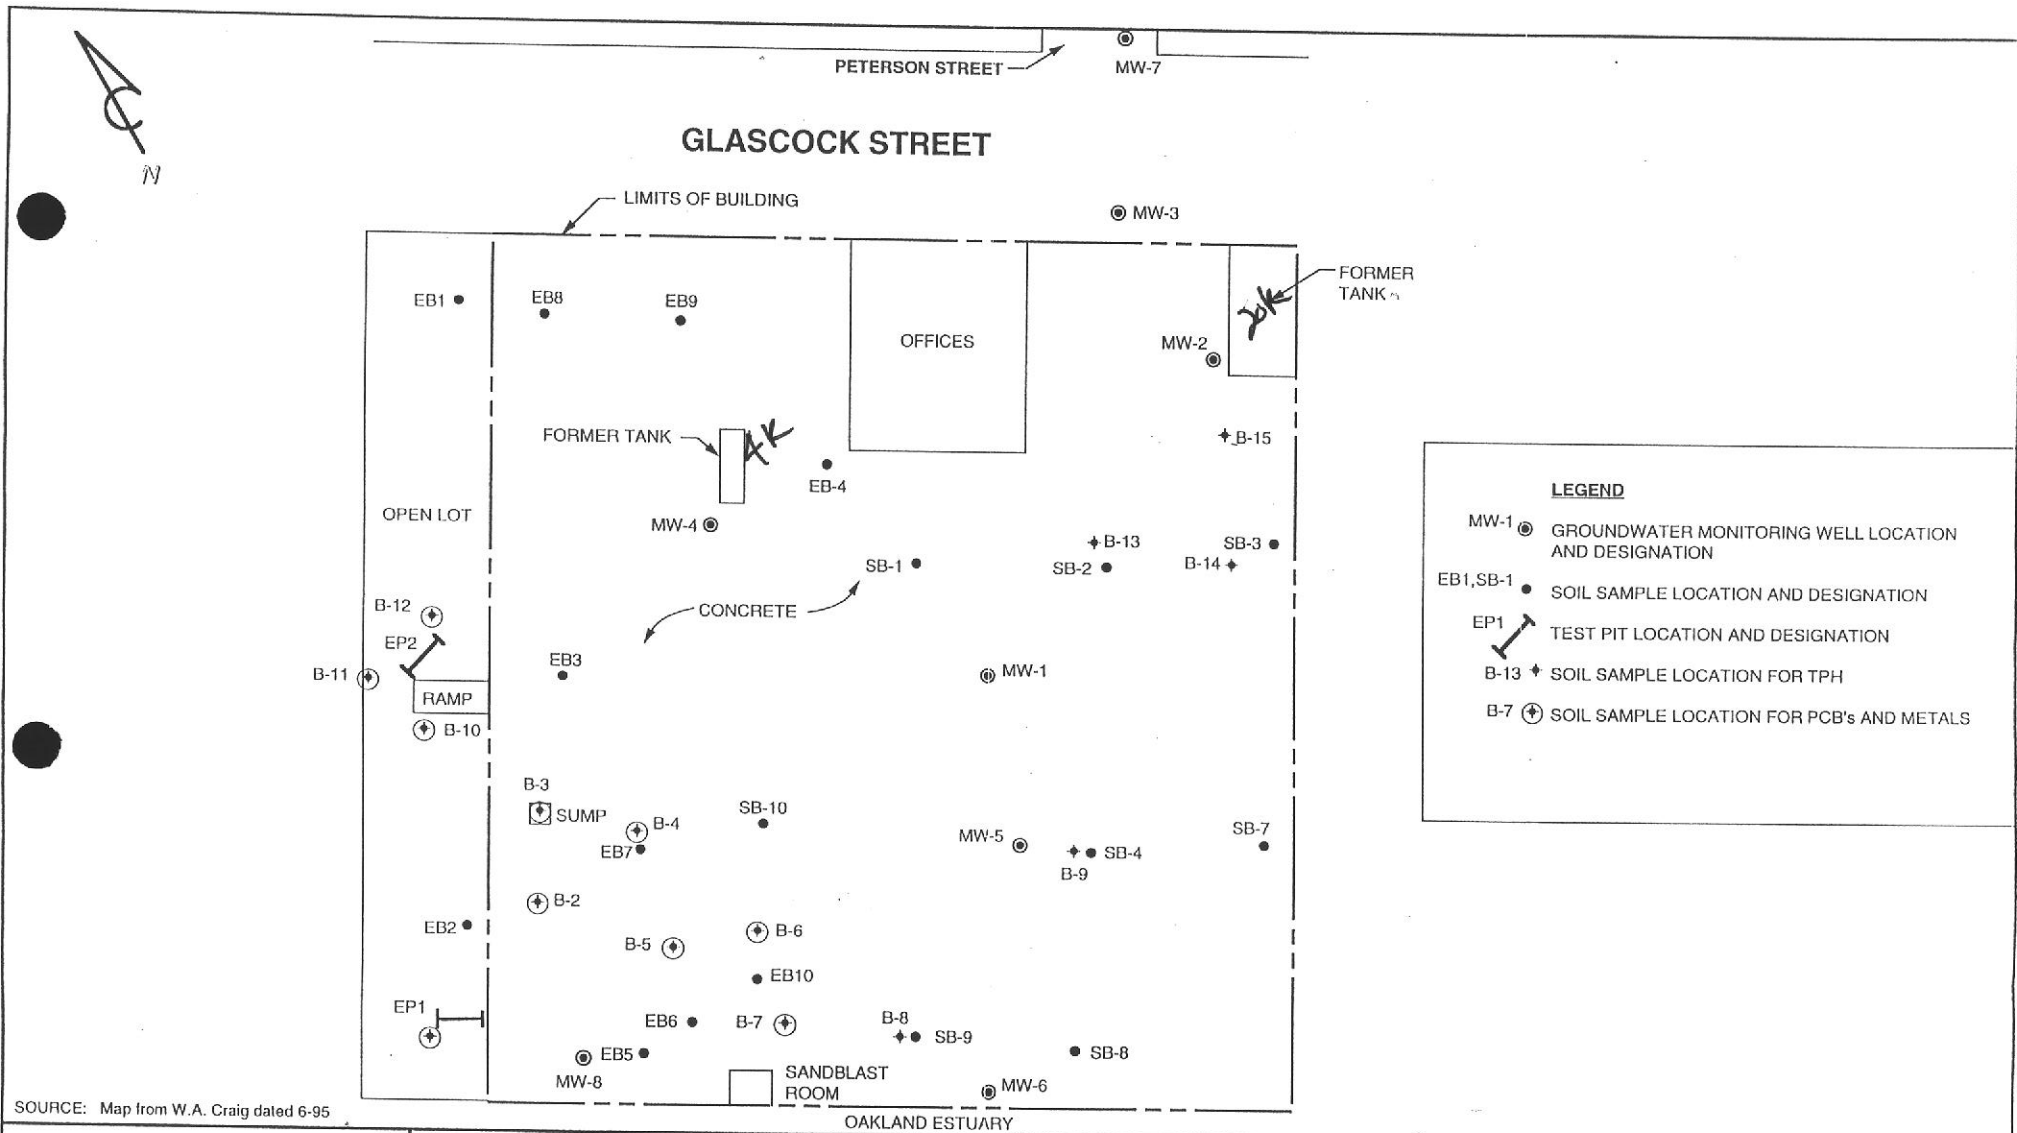 PETERSON STREET
MW-7
GLASCOCK STREET
N
LIMITS OF BUILDING
MW-3
FORMER
TANK
20K
EB1
EB8
EB9
OFFICES
MW-2
FORMER TANK
4K
B-15
EB-4
OPEN LOT
MW-4
B-13
SB-3
SB-1
SB-2
B-14
B-12
CONCRETE
EP2
EB3
B-11
MW-1
RAMP
B-10
B-3
SUMP
B-4
SB-10
EB7
MW-5
SB-4
SB-7
B-9
B-2
EB2
B-5
B-6
EB10
EP1
EB6
B-7
B-8
SB-9
EB5
SB-8
MW-8
SANDBLAST
ROOM
MW-6
OAKLAND ESTUARY
LEGEND
MW-1 GROUNDWATER MONITORING WELL LOCATION
AND DESIGNATION
EB1,SB-1 SOIL SAMPLE LOCATION AND DESIGNATION
EP1 TEST PIT LOCATION AND DESIGNATION
B-13 SOIL SAMPLE LOCATION FOR TPH
B-7 SOIL SAMPLE LOCATION FOR PCB's AND METALS
SOURCE: Map from W.A. Craig dated 6-95